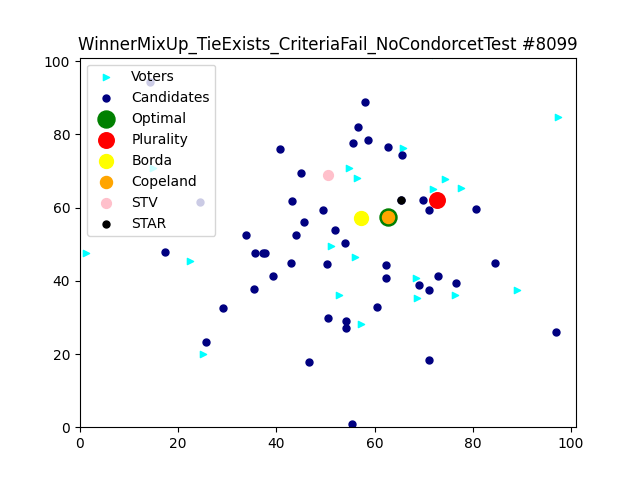 WinnerMixUp_TieExists_CriteriaFail_NoCondorcetTest #8099
100
80
60
40
20
0
Voters
Candidates
Optimal
Plurality
Borda
Copeland
STV
STAR
0 20 40 60 80 100